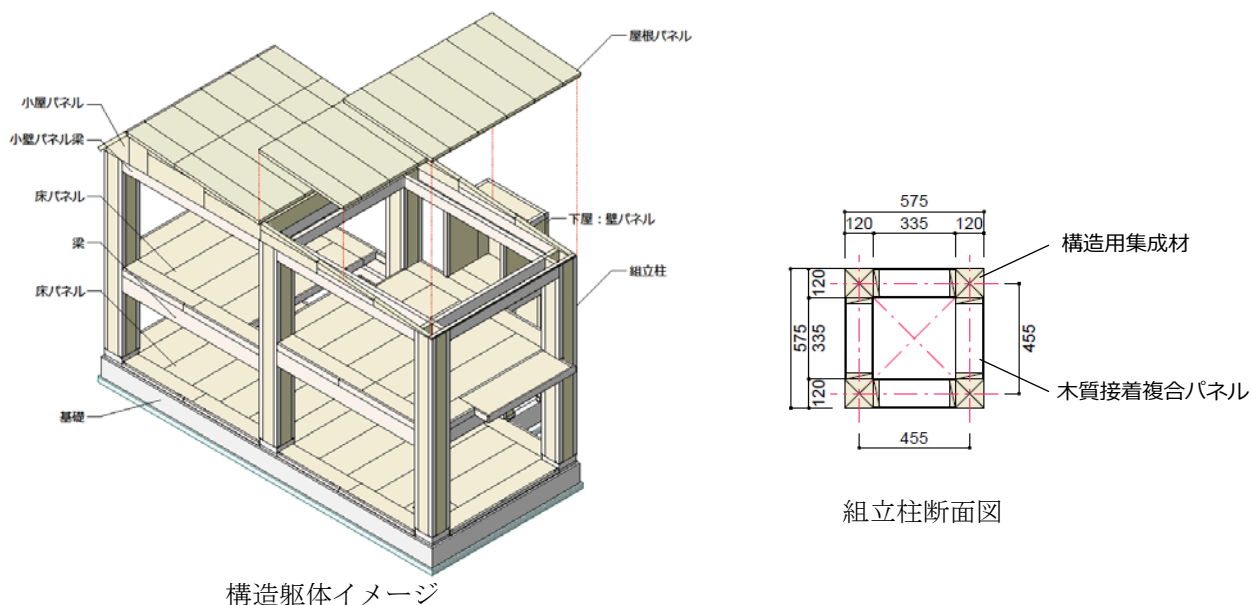 屋根パネル
小屋パネル
小壁パネル梁
床パネル
梁
床パネル
基礎
下屋：壁パネル
組立柱
構造躯体イメージ
575
120
335
120
構造用集成材
120
575
335
120
455
木質接着複合パネル
455
組立柱断面図